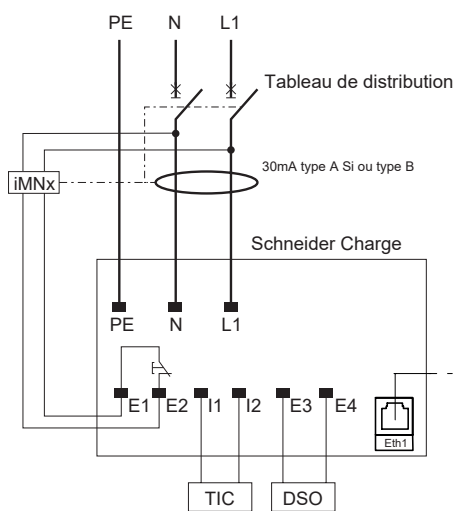 PE N L1
Tableau de distribution
30mA type A Si ou type B
iMNx
Schneider Charge
PE N L1
E1 E2 I1 I2 E3 E4
Eth1
TIC DSO